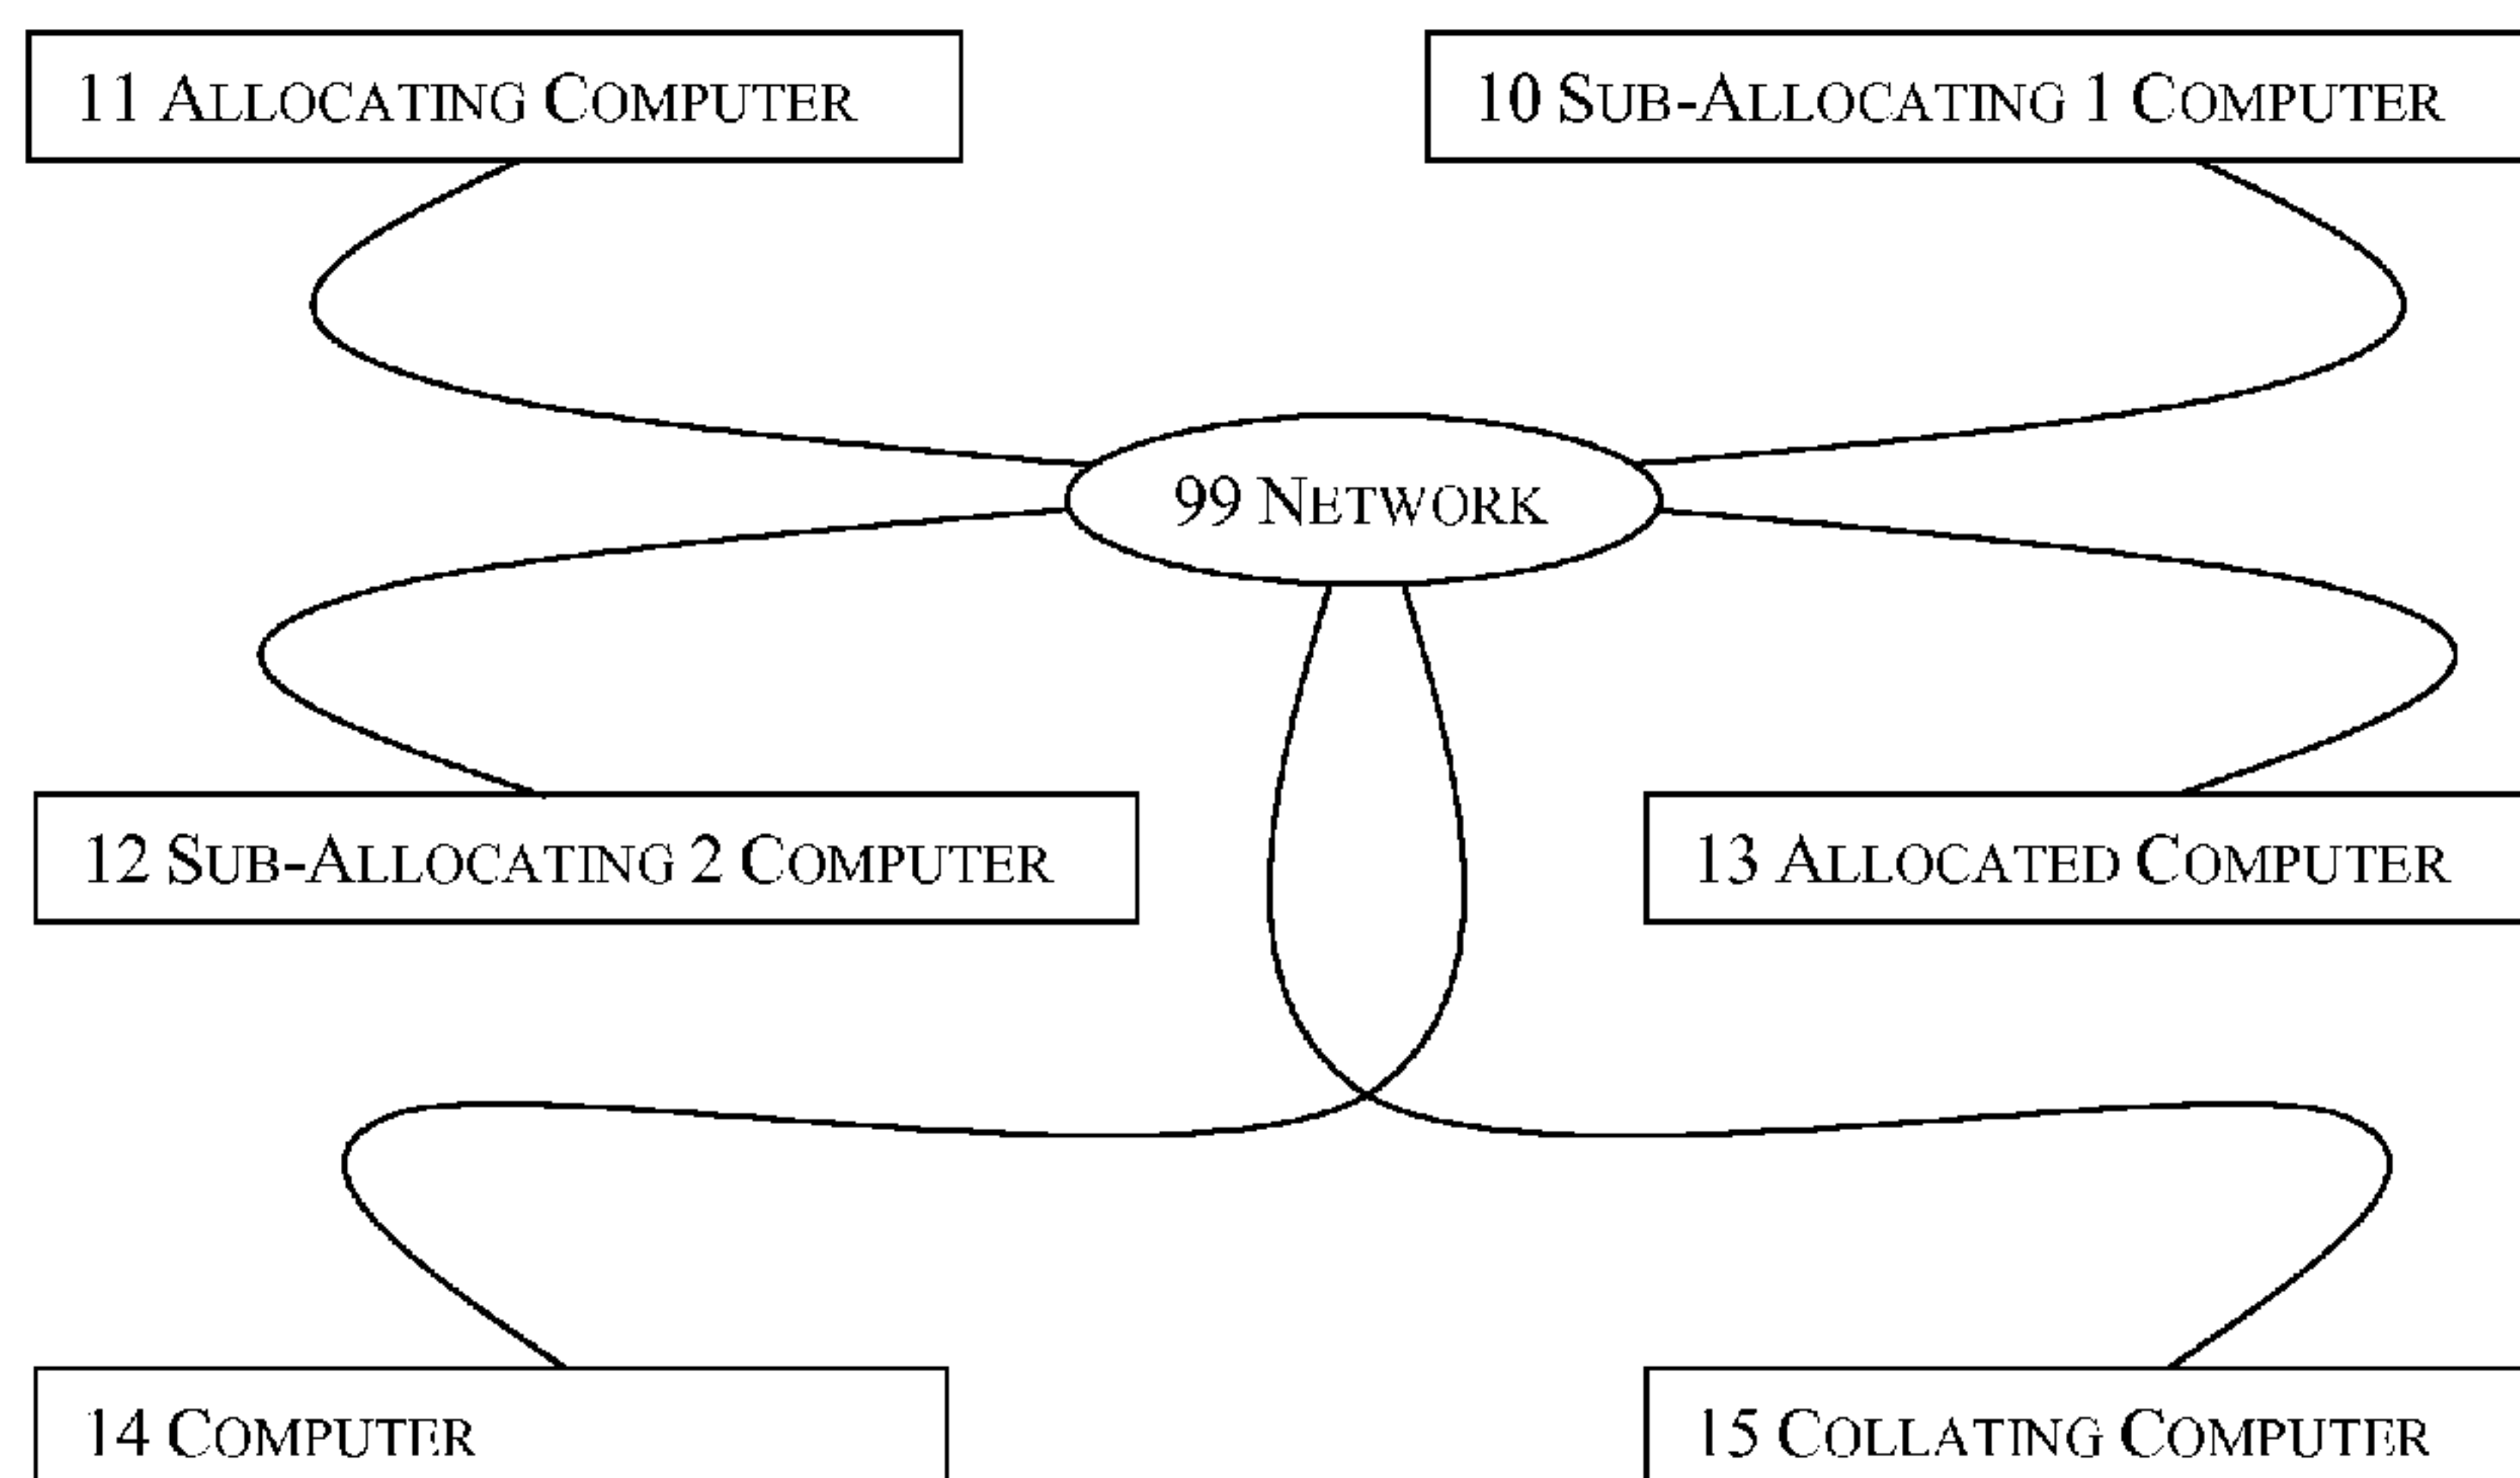 11 ALLOCATING COMPUTER
10 SUB-ALLOCATING 1 COMPUTER
99 NETWORK
12 SUB-ALLOCATING 2 COMPUTER
13 ALLOCATED COMPUTER
14 COMPUTER
15 COLLATING COMPUTER